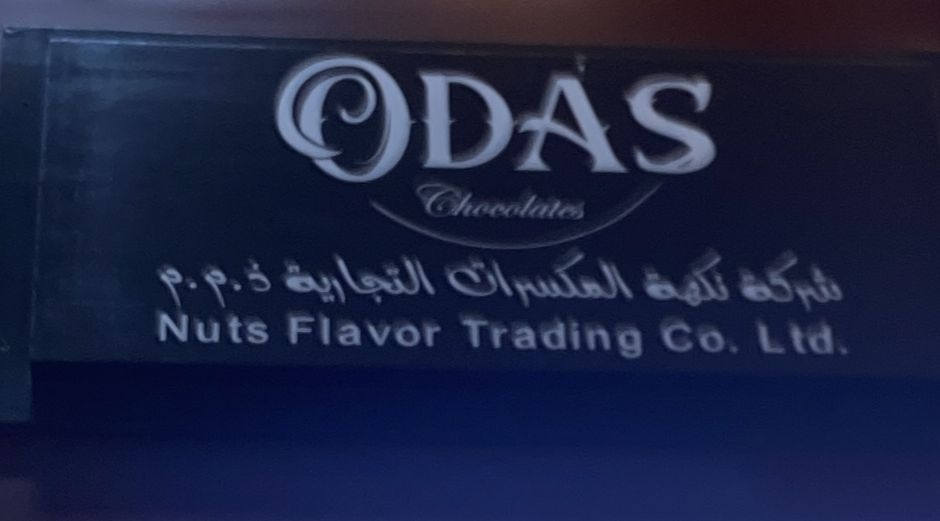 ODAS
Chocolates
شركة نكهة المكسرات التجارية ذ.م.م
Nuts Flavor Trading Co. Ltd.